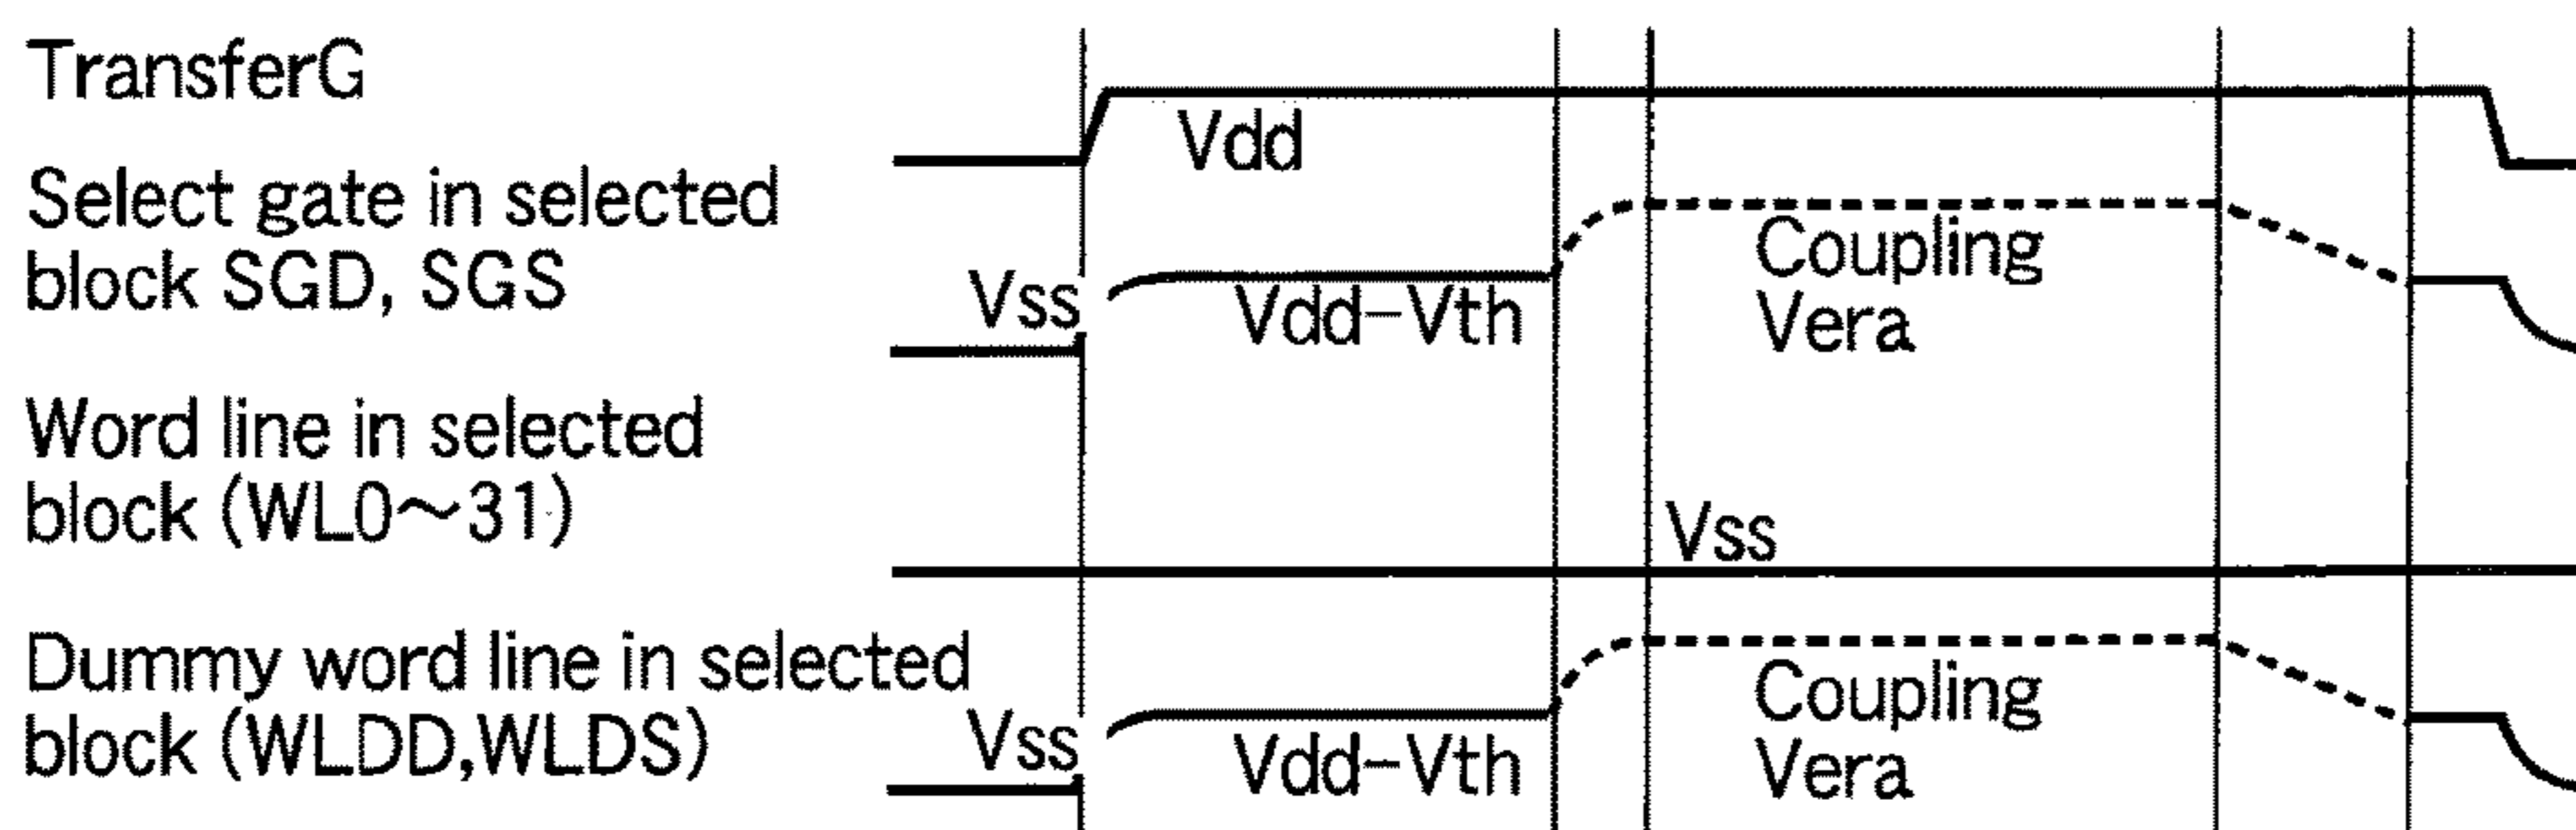 TransferG
Vdd
Select gate in selected
block SGD, SGS
Vss
Vdd-Vth
Coupling
Vera
Word line in selected
block (WL0~31)
Vss
Dummy word line in selected
block (WLDD,WLDS)
Vss
Vdd-Vth
Coupling
Vera